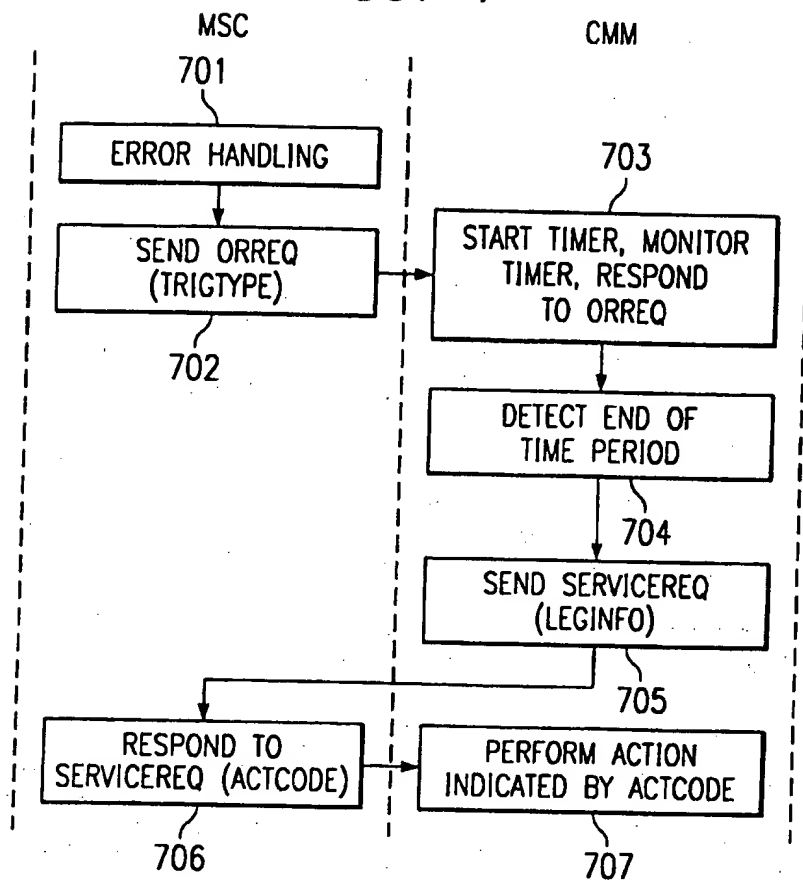 MSC
CMM
701
ERROR HANDLING
703
SEND ORREQ
(TRIGTYPE)
702
START TIMER, MONITOR
TIMER, RESPOND
TO ORREQ
DETECT END OF
TIME PERIOD
704
SEND SERVICEREQ
(LEGINFO)
705
RESPOND TO
SERVICEREQ (ACTCODE)
706
PERFORM ACTION
INDICATED BY ACTCODE
707